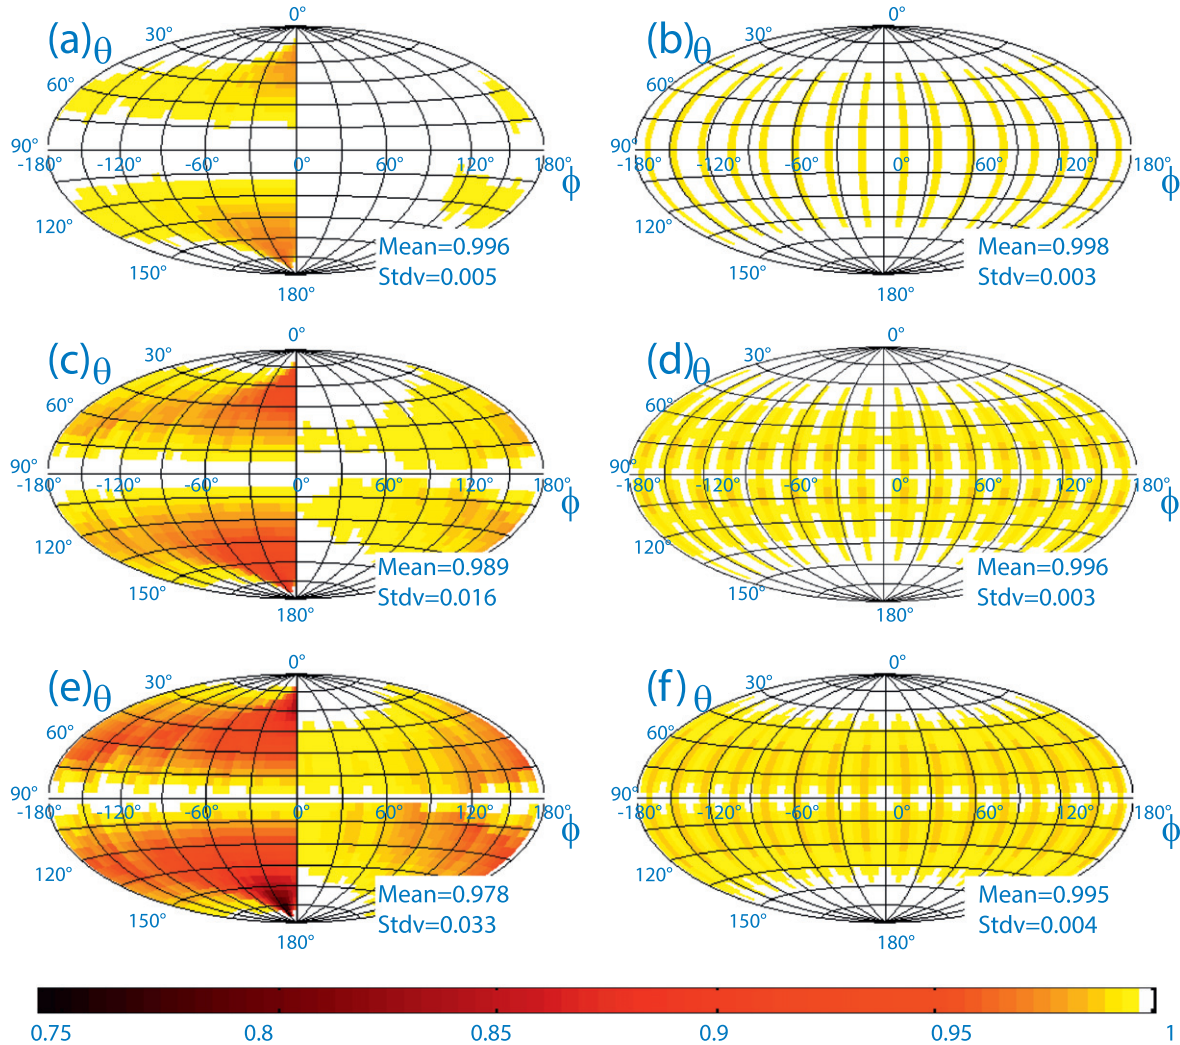 (a) θ 0° 30° 60° 90°
-180° -120° -60° 0° 60° 120° 180° ϕ
120° 150° 180°
Mean=0.996
Stdv=0.005
(b) θ 0° 30° 60° 90°
-180° -120° -60° 0° 60° 120° 180° ϕ
120° 150° 180°
Mean=0.998
Stdv=0.003
(c) θ 0° 30° 60° 90°
-180° -120° -60° 0° 60° 120° 180° ϕ
120° 150° 180°
Mean=0.989
Stdv=0.016
(d) θ 0° 30° 60° 90°
-180° -120° -60° 0° 60° 120° 180° ϕ
120° 150° 180°
Mean=0.996
Stdv=0.003
(e) θ 0° 30° 60° 90°
-180° -120° -60° 0° 60° 120° 180° ϕ
120° 150° 180°
Mean=0.978
Stdv=0.033
(f) θ 0° 30° 60° 90°
-180° -120° -60° 0° 60° 120° 180° ϕ
120° 150° 180°
Mean=0.995
Stdv=0.004
0.75 0.8 0.85 0.9 0.95 1